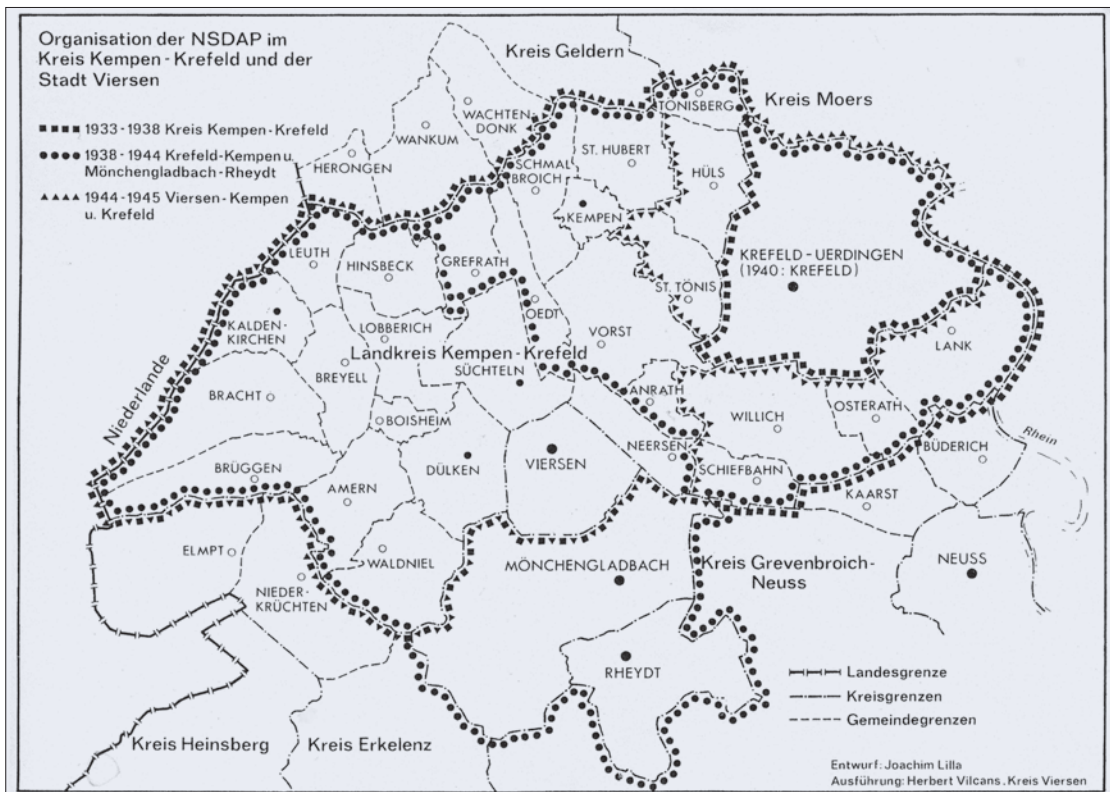 Organisation der NSDAP im
Kreis Kempen-Krefeld und der
Stadt Viersen
1933-1938 Kreis Kempen-Krefeld
1938-1944 Krefeld-Kempen u.
Mönchengladbach-Rheydt
1944-1945 Viersen-Kempen
u. Krefeld
Kreis Geldern
Kreis Moers
TÖNISBERG
WACHTEN-
DONK
WANKUM
HERONGEN
ST. HUBERT
SCHMAL
BROICH
HÜLS
KEMPEN
LEUTH
HINSBECK
GREFRATH
KREFELD-UERDINGEN
(1940: KREFELD)
ST. TÖNIS
OEDT
KALDEN-
KIRCHEN
LOBBERICH
VORST
LANK
Landkreis Kempen-Krefeld
SÜCHTELN
BREYELL
Niederlande
BRACHT
ANRATH
WILLICH
OSTERATH
BOISHEIM
Rhein
BÜDERICH
NEERSEN
VIERSEN
DÜLKEN
BRÜGGEN
SCHIEFBAHN
AMERN
KAARST
ELMPT
WALDNIEL
MÖNCHENGLADBACH
Kreis Grevenbroich-
Neuss
NEUSS
NIEDER-
KRÜCHTEN
RHEYDT
Landesgrenze
Kreisgrenzen
Gemeindegrenzen
Kreis Heinsberg
Kreis Erkelenz
Entwurf: Joachim Lilla
Ausführung: Herbert Vilcans. Kreis Viersen